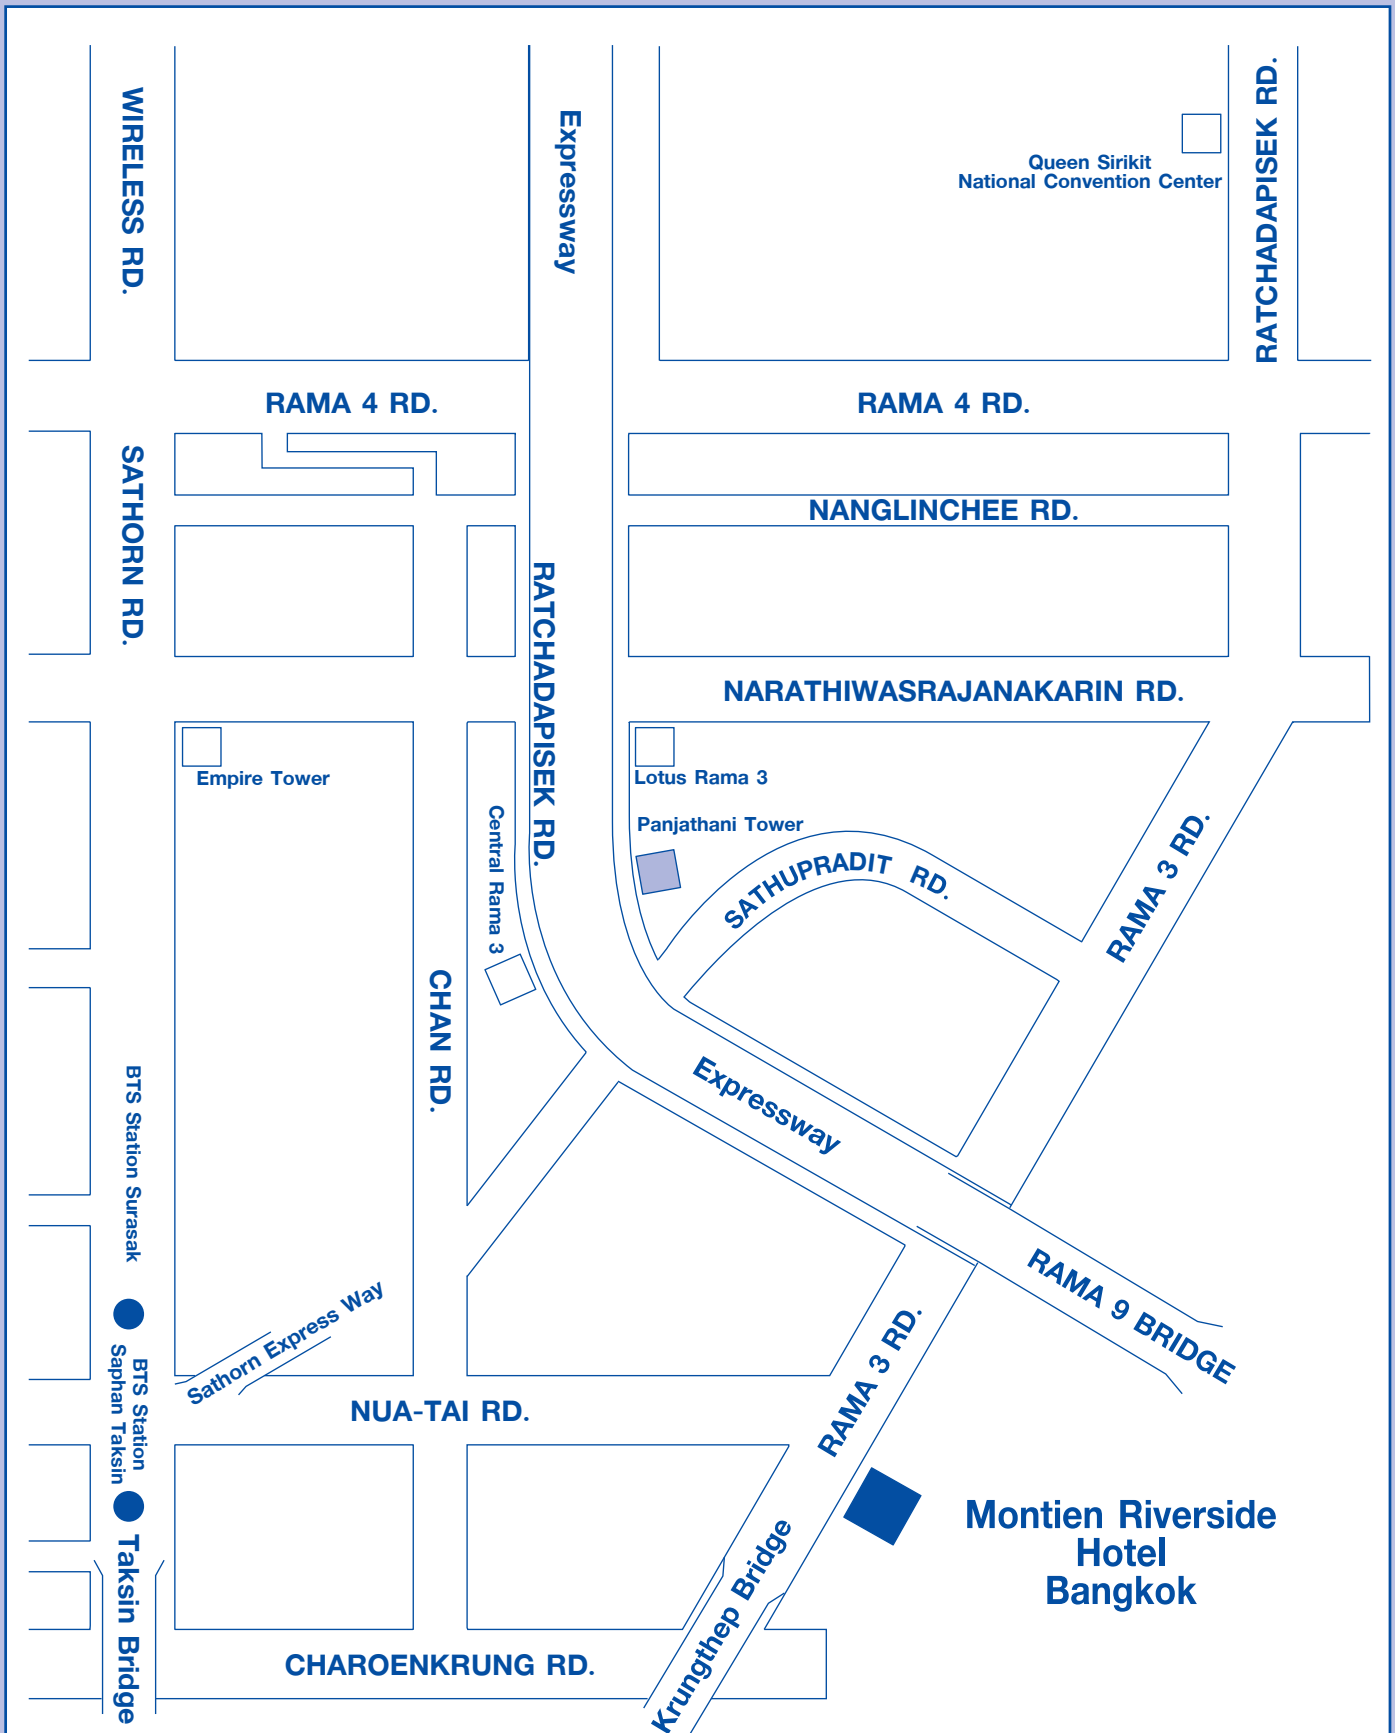 WIRELESS RD.
Expressway
RATCHADAPISEK RD.
Queen Sirikit
National Convention Center
RAMA 4 RD.
RAMA 4 RD.
SATHORN RD.
NANGLINCHEE RD.
RATCHADAPISEK RD.
NARATHIWASRAJANAKARIN RD.
Empire Tower
Lotus Rama 3
Central Rama 3
Panjathani Tower
SATHUPRADIT RD.
RAMA 3 RD.
CHAN RD.
Expressway
BTS Station Surasak
RAMA 9 BRIDGE
Sathorn Express Way
RAMA 3 RD.
BTS Station
Saphan Taksin
NUA-TAI RD.
Montien Riverside
Hotel
Bangkok
Taksin Bridge
Krungthep Bridge
CHAROENKRUNG RD.